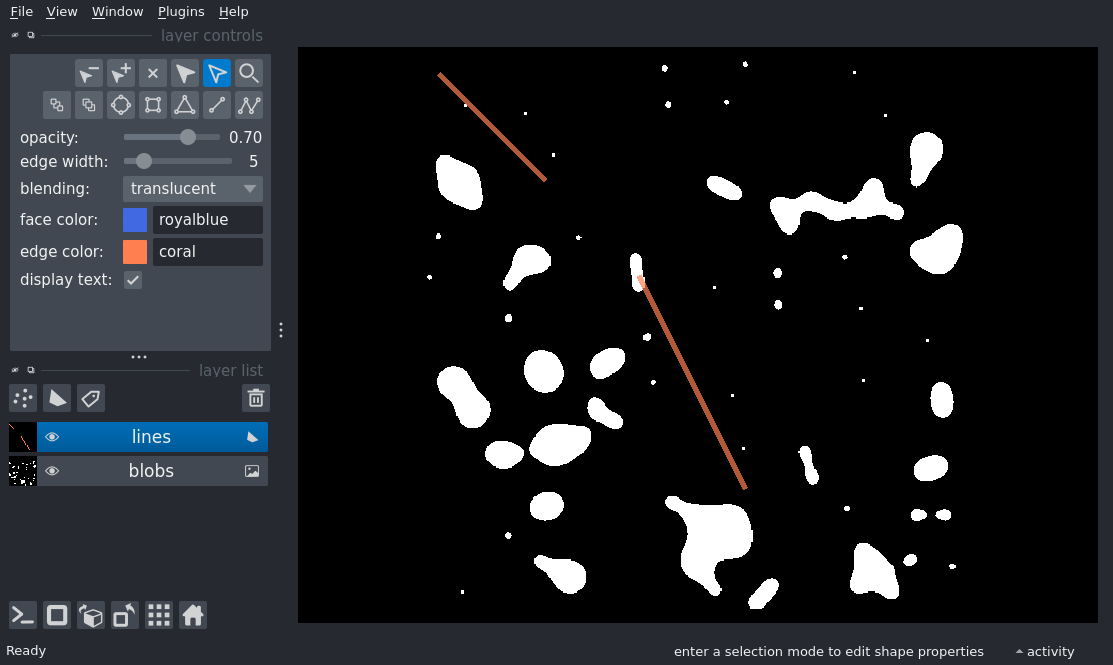 File View Window Plugins Help
layer controls
opacity: 0.70
edge width: 5
blending: translucent
face color: royalblue
edge color: coral
display text:
layer list
lines
blobs
Ready enter a selection mode to edit shape properties activity